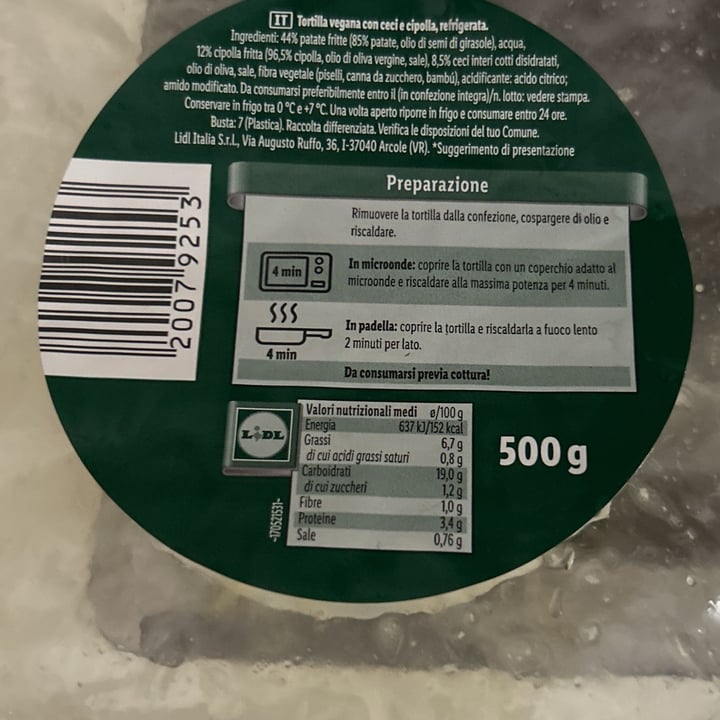 IT Tortilla vegana con ceci e cipolla, refrigerata.
Ingredienti: 44% patate fritte (85% patate, olio di semi di girasole), acqua,
12% cipolla fritta (96,5% cipolla, olio di oliva vergine, sale), 8,5% ceci interi cotti disidratati,
olio di oliva, sale, fibra vegetale (piselli, canna da zucchero, bambú), acidificante: acido citrico;
amido modificato. Da consumarsi preferibilmente entro il (in confezione integra)/n. lotto: vedere stampa.
Conservare in frigo tra 0 °C e +7 °C. Una volta aperto riporre in frigo e consumare entro 24 ore.
Busta: 7 (Plastica). Raccolta differenziata. Verifica le disposizioni del tuo Comune.
Lidl Italia S.r.l., Via Augusto Ruffo, 36, I-37040 Arcole (VR). *Suggerimento di presentazione
20079253
Preparazione
Rimuovere la tortilla dalla confezione, cospargere di olio e
riscaldare.
4 min
In microonde: coprire la tortilla con un coperchio adatto al
microonde e riscaldare alla massima potenza per 4 minuti.
4 min
In padella: coprire la tortilla e riscaldarla a fuoco lento
2 minuti per lato.
Da consumarsi previa cottura!
LIDL
Valori nutrizionali medi ø/100 g
Energia 637 kJ/152 kcal
Grassi 6,7 g
di cui acidi grassi saturi 0,8 g
Carboidrati 19,0 g
di cui zuccheri 1,2 g
Fibre 1,0 g
Proteine 3,4 g
Sale 0,76 g
500 g
-170521531-